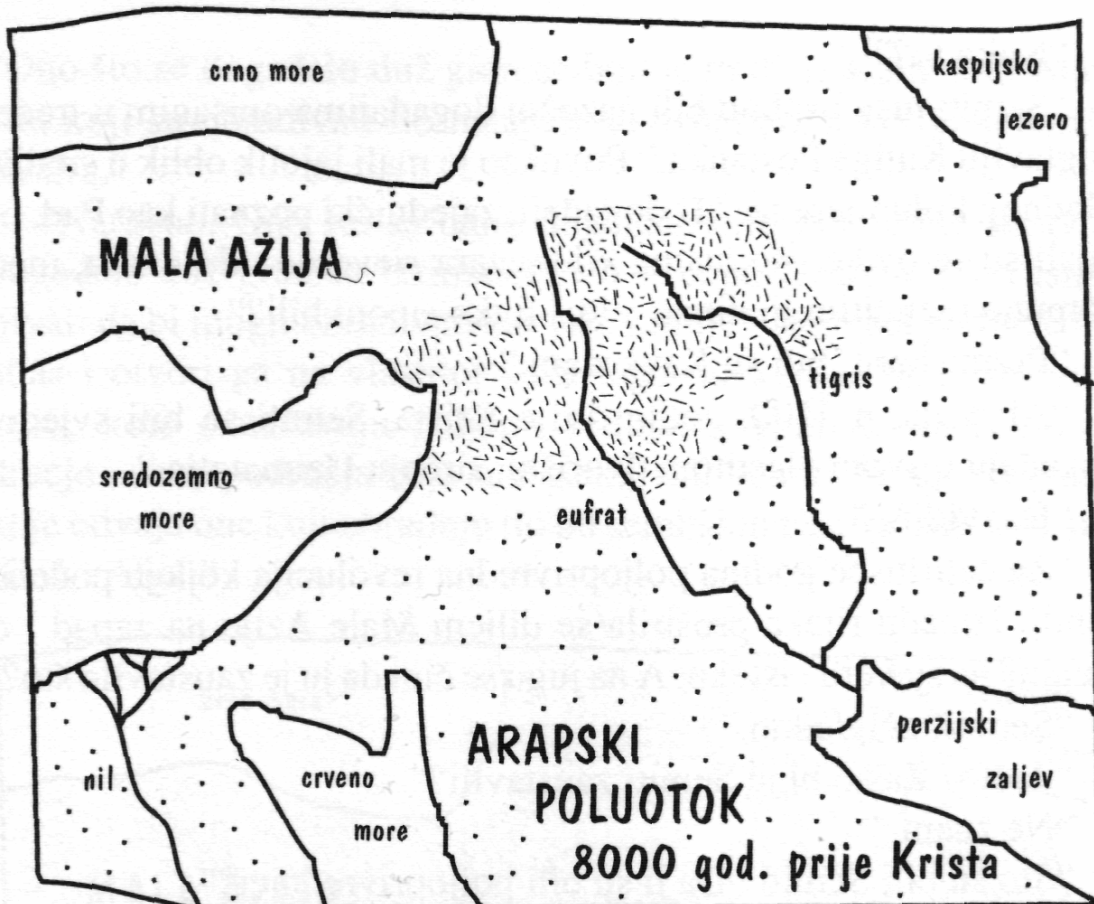 crno more
kaspijsko
jezero
MALA AŽIJA
tigris
sredozemno
more
eufrat
nil
crveno
more
ARAPSKI
POLUOTOK
perzijski
zaljev
8000 god. prije Krista